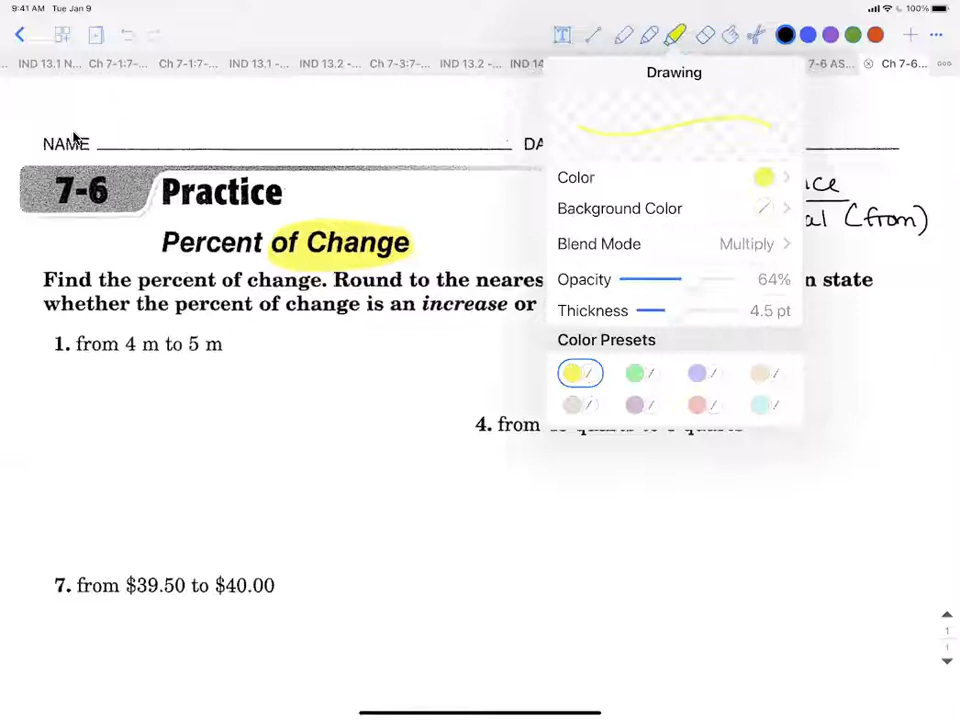 9:41 AM Tue Jan 9 100%
IND 13.1 N... Ch 7-1:7-... Ch 7-1:7-... IND 13.1 -... IND 13.2 -... Ch 7-3:7-... IND 13.2 -... IND 14 7-6 AS... Ch 7-6...
Drawing
NAME DA
Color
7-6 Practice
Background Color
al (from)
Percent of Change
Blend Mode Multiply
Find the percent of change. Round to the neares n state
Opacity 64%
whether the percent of change is an increase or
Thickness 4.5 pt
1. from 4 m to 5 m
Color Presets
4. from
7. from $39.50 to $40.00
1
1